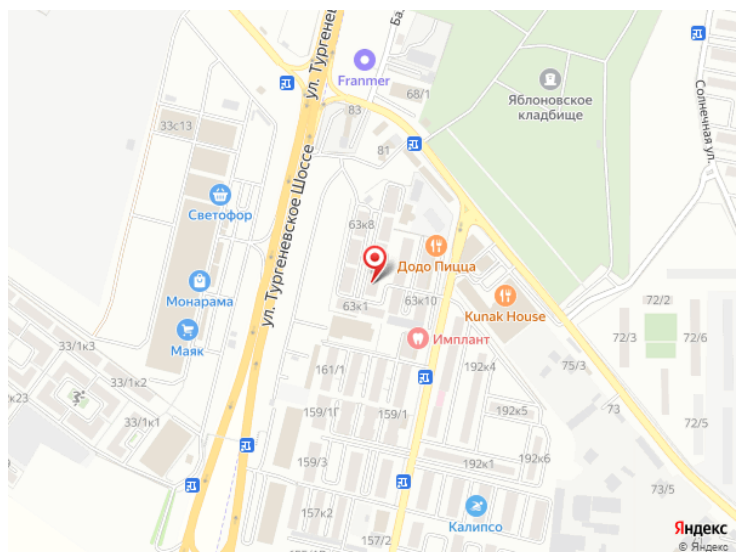 ул. Тургеневское Шоссе
Franmer
68/1
Яблоновское
кладбище
Солнечная ул.
33с13
83
81
Светофор
63к8
Додо Пицца
Монарама
63к1
63к10
Kunak House
72/2
72/3
72/6
Маяк
Имплант
33/1к3
161/1
192к4
75/3
33/1к2
159/1Г
159/1
192к5
73
72/5
33/1к1
159/3
192к1
192к6
73/5
157к2
Калипсо
157/2
Яндекс
© Яндекс
ул. Тургеневское Шоссе